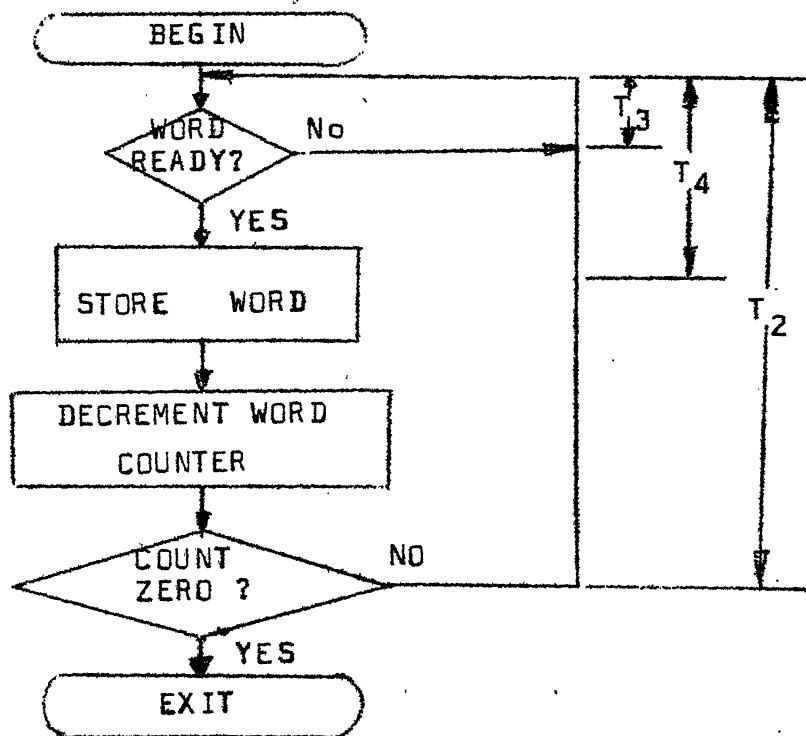 BEGIN
WORD
READY?
No
YES
STORE WORD
DECREMENT WORD
COUNTER
COUNT
ZERO ?
NO
YES
EXIT
T3
T4
T2